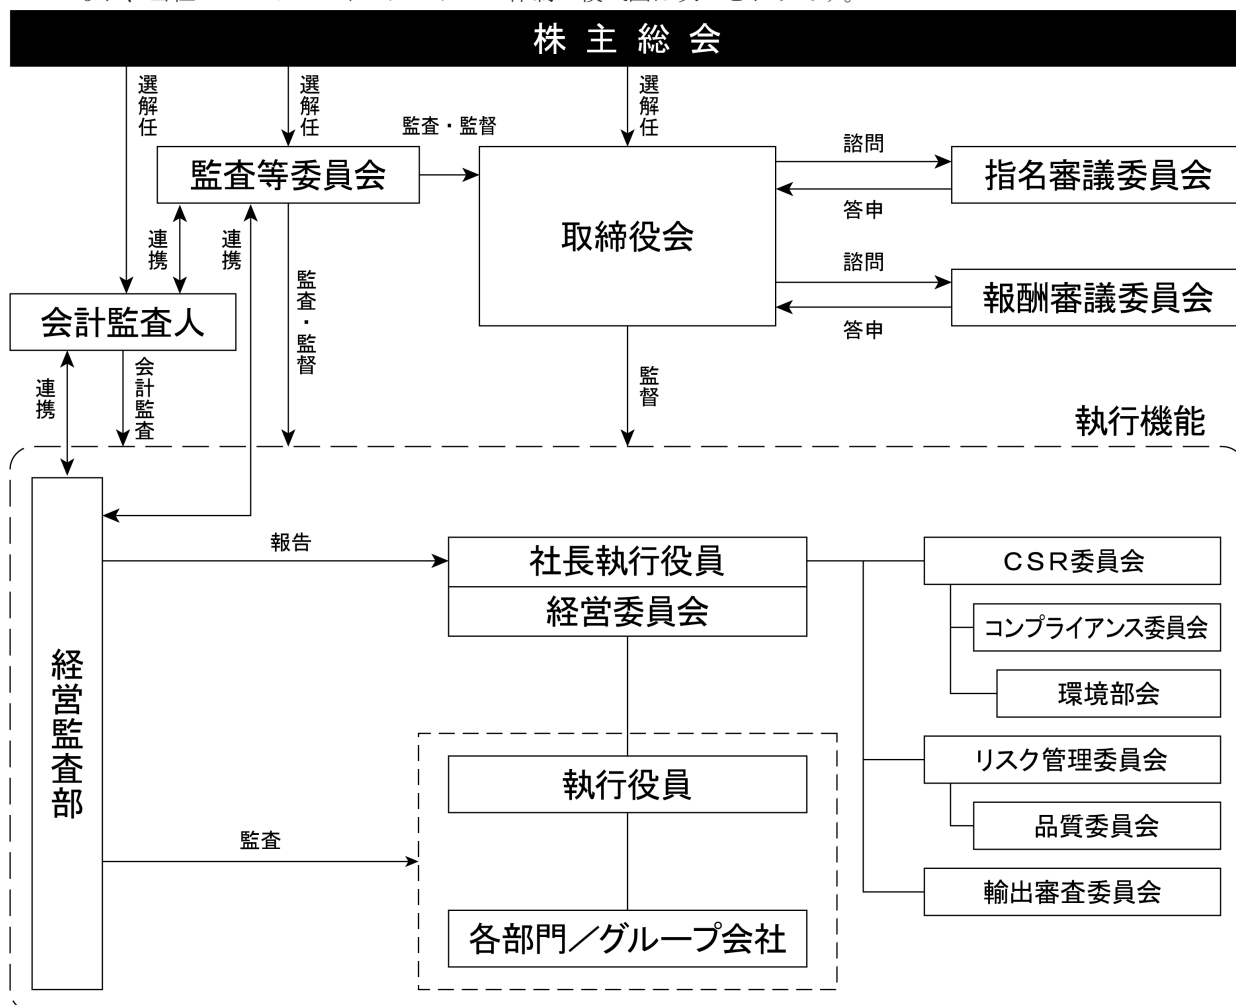 株主総会
選解任
選解任
選解任
監査・監督
監査等委員会
取締役会
諮問
答申
指名審議委員会
諮問
答申
報酬審議委員会
連携
連携
監査・監督
会計監査人
連携
会計監査
監督
執行機能
経営監査部
報告
社長執行役員
経営委員会
CSR委員会
コンプライアンス委員会
環境部会
リスク管理委員会
品質委員会
輸出審査委員会
監査
執行役員
各部門／グループ会社